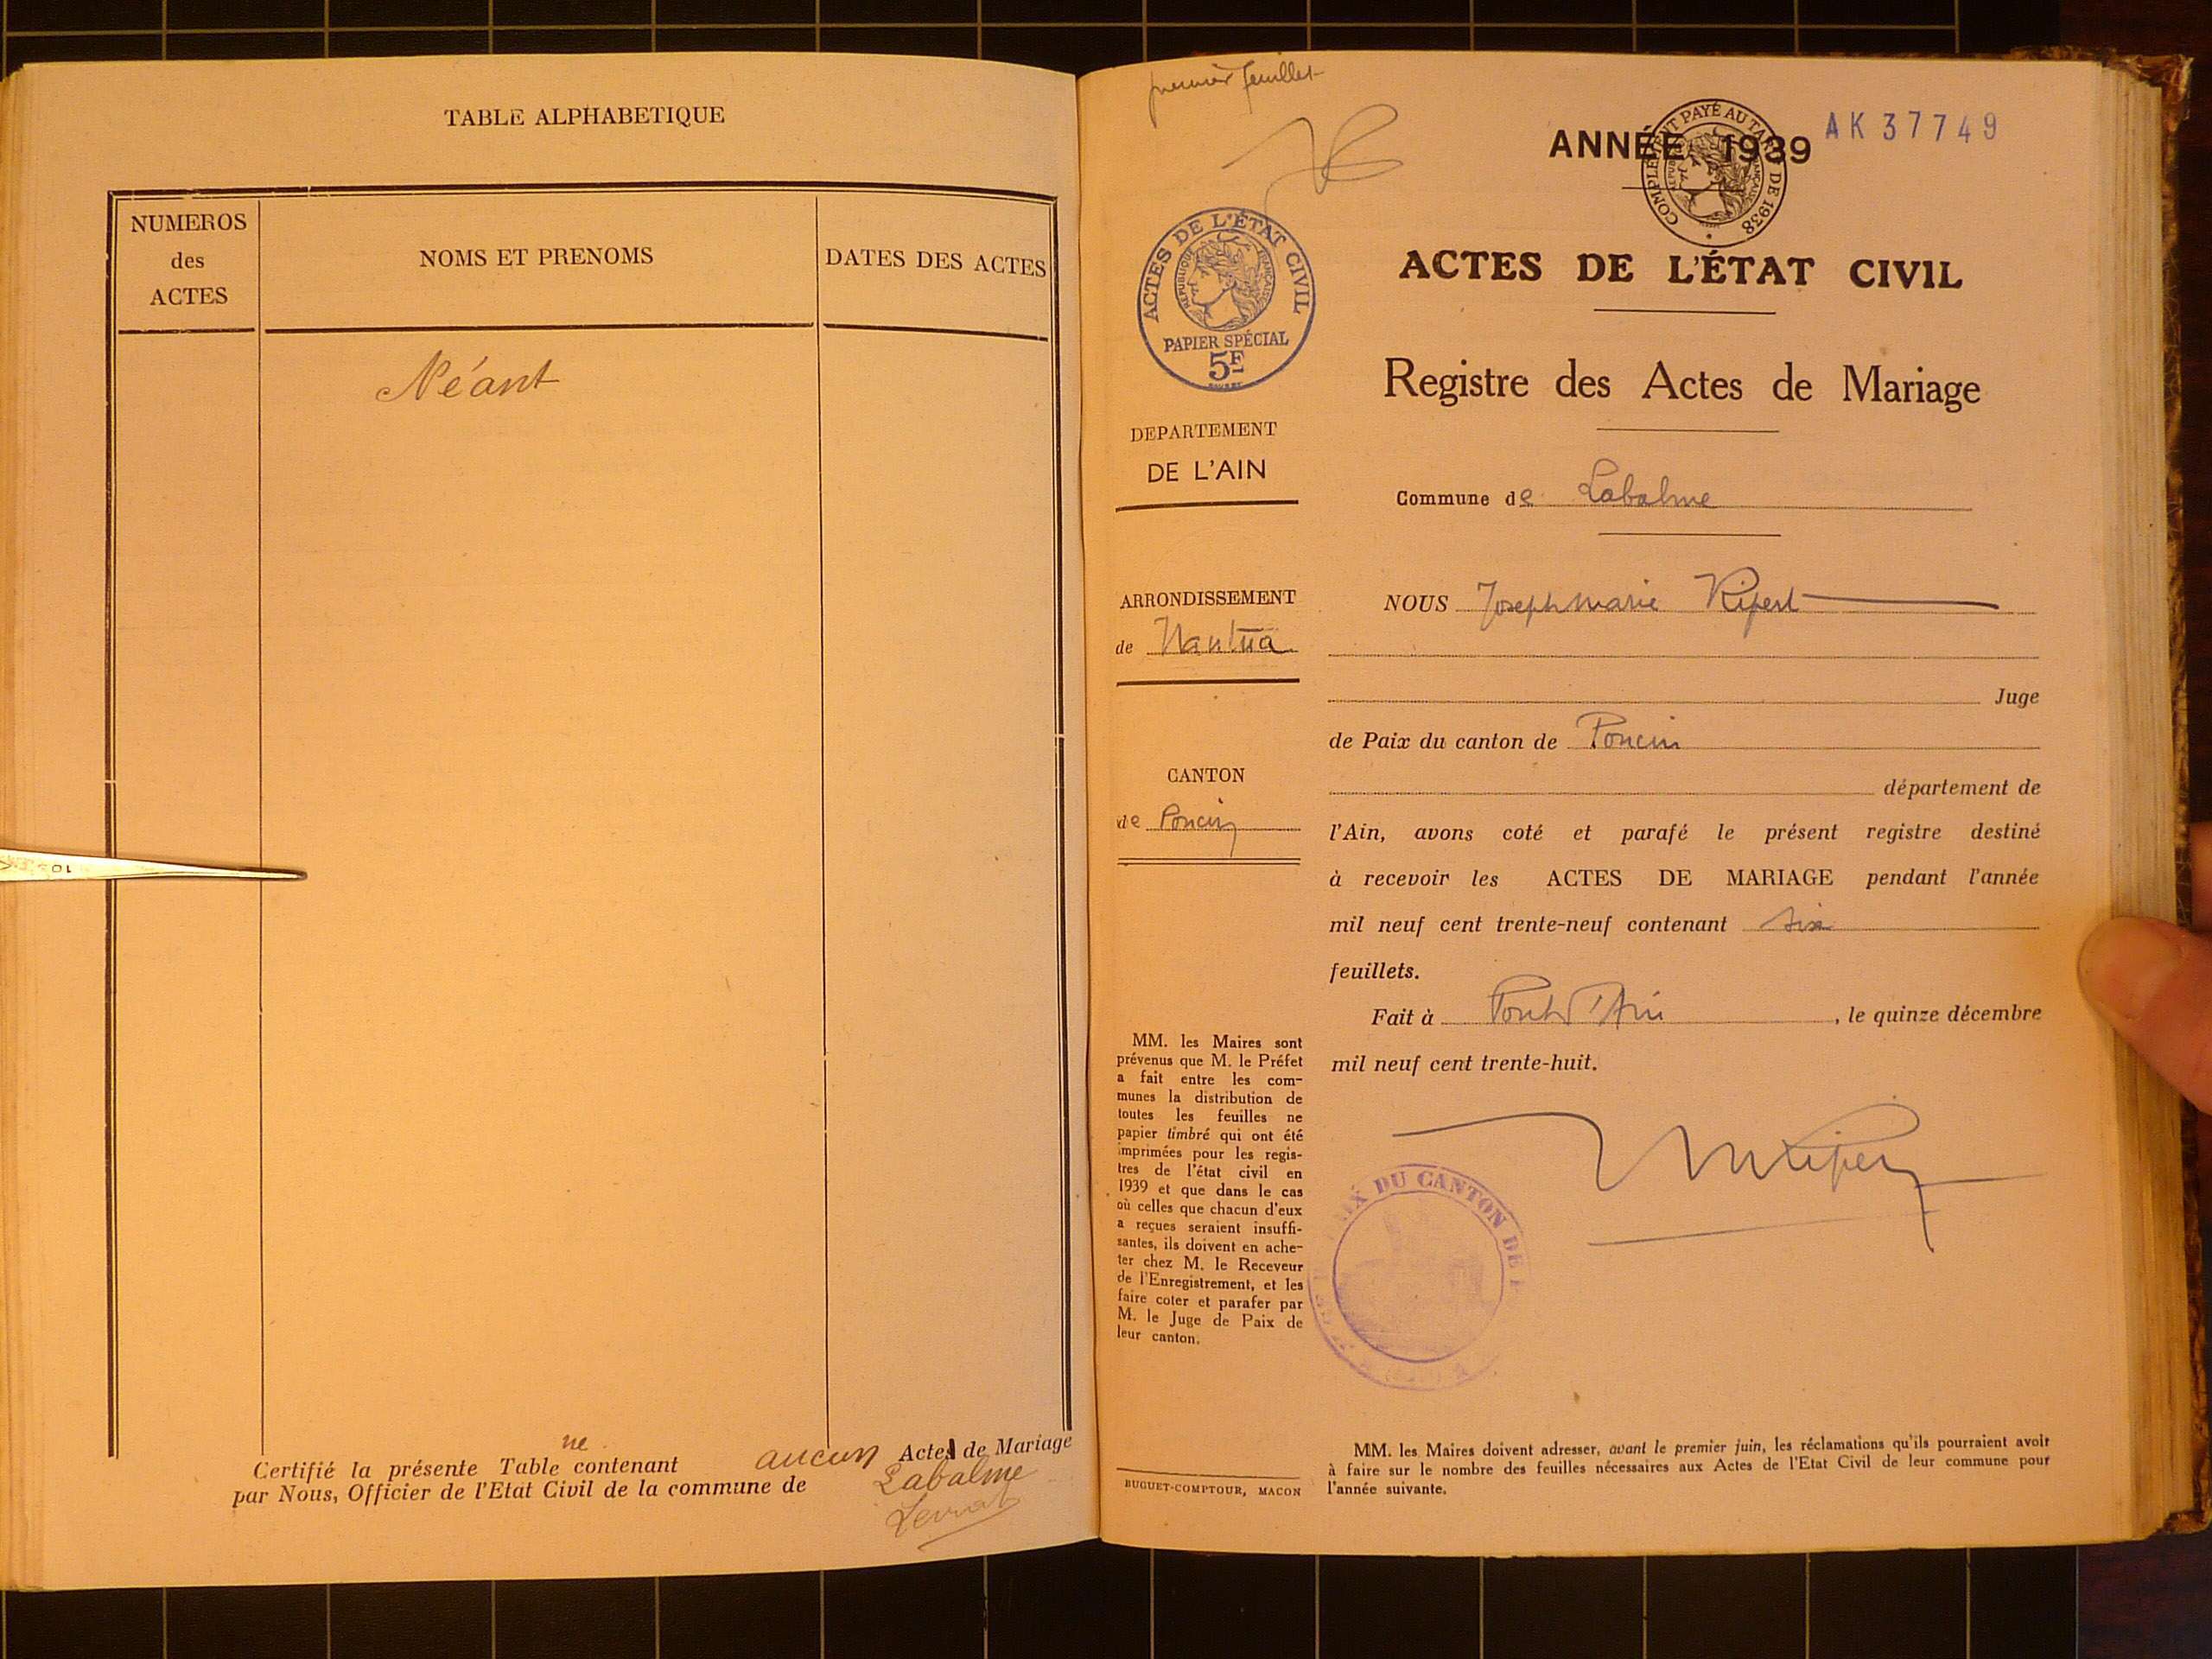 TABLE ALPHABETIQUE
NUMEROS
des
ACTES
NOMS ET PRENOMS
DATES DES ACTES
Néant
ne
Certifié la présente Table contenant aucun Actes de Mariage
par Nous, Officier de l'Etat Civil de la commune de Labalme
premier feuillet
ANNÉE 1939
AK 37749
COMPLÉMENT PAYÉ AU TARIF DE 1938
ACTES DE L'ÉTAT CIVIL
RÉPUBLIQUE FRANÇAISE
PAPIER SPÉCIAL
5F
DEPARTEMENT
DE L'AIN
ARRONDISSEMENT
de Nantua
CANTON
de Poncin
MM. les Maires sont
prévenus que M. le Préfet
a fait entre les com-
munes la distribution de
toutes les feuilles ne
papier timbré qui ont été
imprimées pour les regis-
tres de l'état civil en
1939 et que dans le cas
où celles que chacun d'eux
a reçues seraient insuffi-
santes, ils doivent en ache-
ter chez M. le Receveur
de l'Enregistrement, et les
faire coter et parafer par
M. le Juge de Paix de
leur canton.
BUGUET-COMPTOUR, MACON
ACTES DE L'ÉTAT CIVIL
Registre des Actes de Mariage
Commune de Labalme
NOUS Joseph Marie Ripert
Juge
de Paix du canton de Poncin
département de
l'Ain, avons coté et parafé le présent registre destiné
à recevoir les ACTES DE MARIAGE pendant l'année
mil neuf cent trente-neuf contenant six
feuillets.
Fait à Pont d'Ain, le quinze décembre
mil neuf cent trente-huit.
DU CANTON DE
MM. les Maires doivent adresser, avant le premier juin, les réclamations qu'ils pourraient avoir
à faire sur le nombre des feuilles nécessaires aux Actes de l'Etat Civil de leur commune pour
l'année suivante.